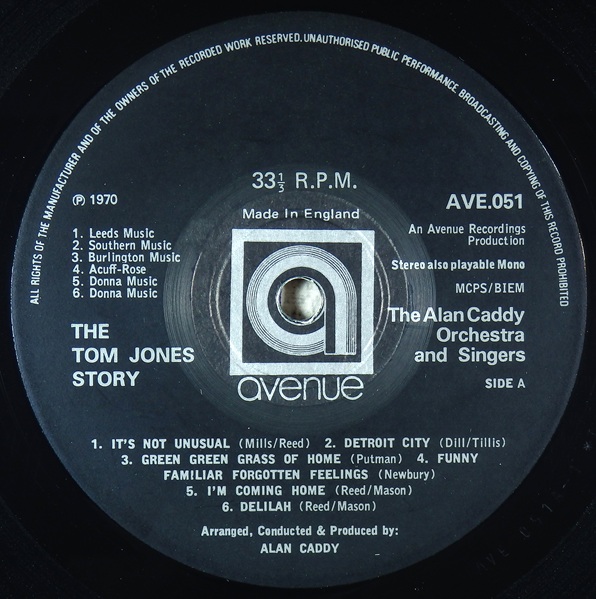 ALL RIGHTS OF THE MANUFACTURER AND OF THE OWNERS OF THE RECORDED WORK RESERVED. UNAUTHORISED PUBLIC PERFORMANCE BROADCASTING AND COPYING OF THIS RECORD PROHIBITED
33⅓ R.P.M.
℗ 1970
AVE.051
Made In England
1. Leeds Music
2. Southern Music
3. Burlington Music
4. Acuff-Rose
5. Donna Music
6. Donna Music
An Avenue Recordings
Production
Stereo also playable Mono
MCPS/BIEM
THE
TOM JONES
STORY
The Alan Caddy
Orchestra
and Singers
SIDE A
a
avenue
1. IT'S NOT UNUSUAL (Mills/Reed) 2. DETROIT CITY (Dill/Tillis)
3. GREEN GREEN GRASS OF HOME (Putman) 4. FUNNY
FAMILIAR FORGOTTEN FEELINGS (Newbury)
5. I'M COMING HOME (Reed/Mason)
6. DELILAH (Reed/Mason)
Arranged, Conducted & Produced by:
ALAN CADDY